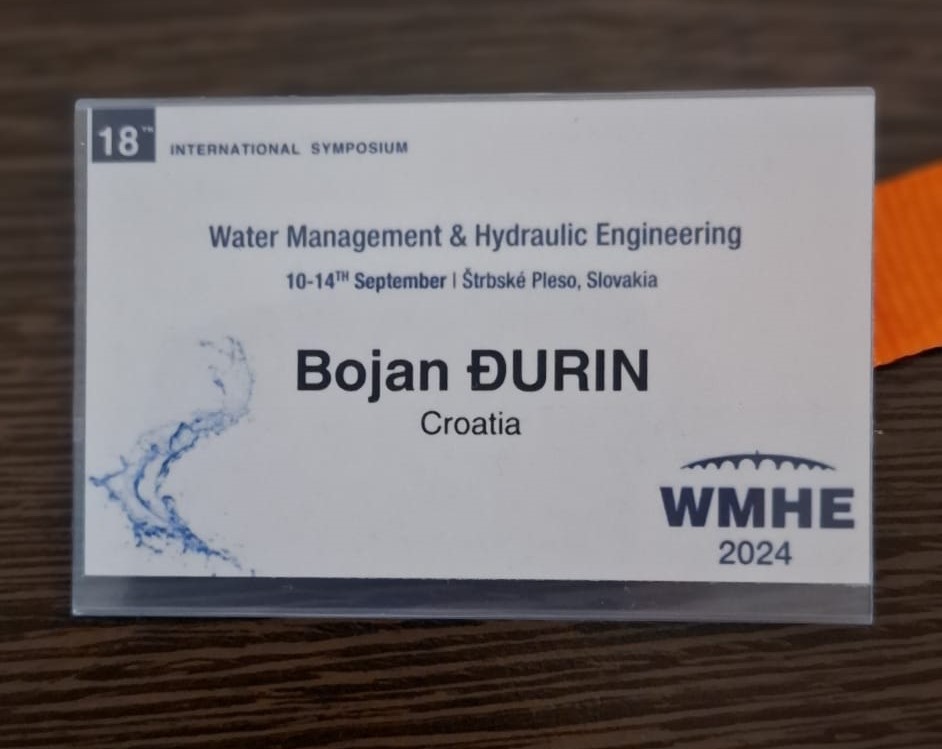 18TH INTERNATIONAL SYMPOSIUM
Water Management & Hydraulic Engineering
10-14TH September | Štrbské Pleso, Slovakia
Bojan ĐURIN
Croatia
WMHE
2024